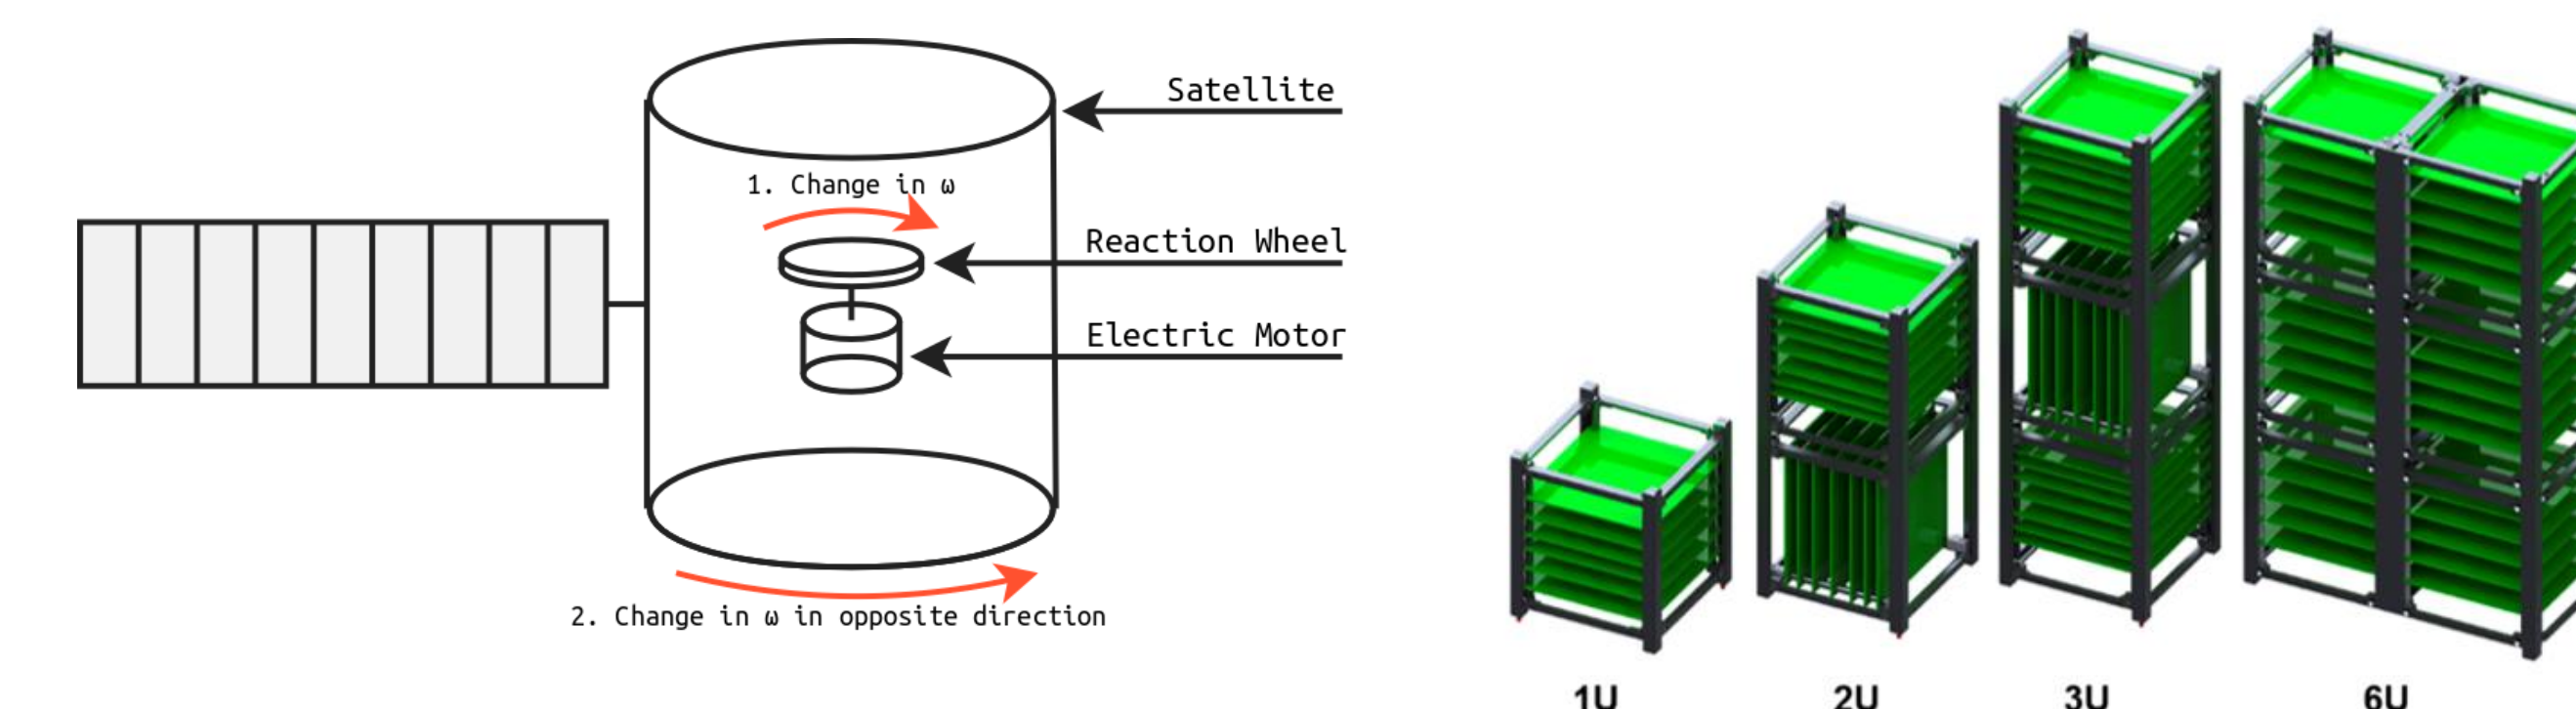 Satellite
1. Change in ω
Reaction Wheel
Electric Motor
2. Change in ω in opposite direction
1U
2U
3U
6U